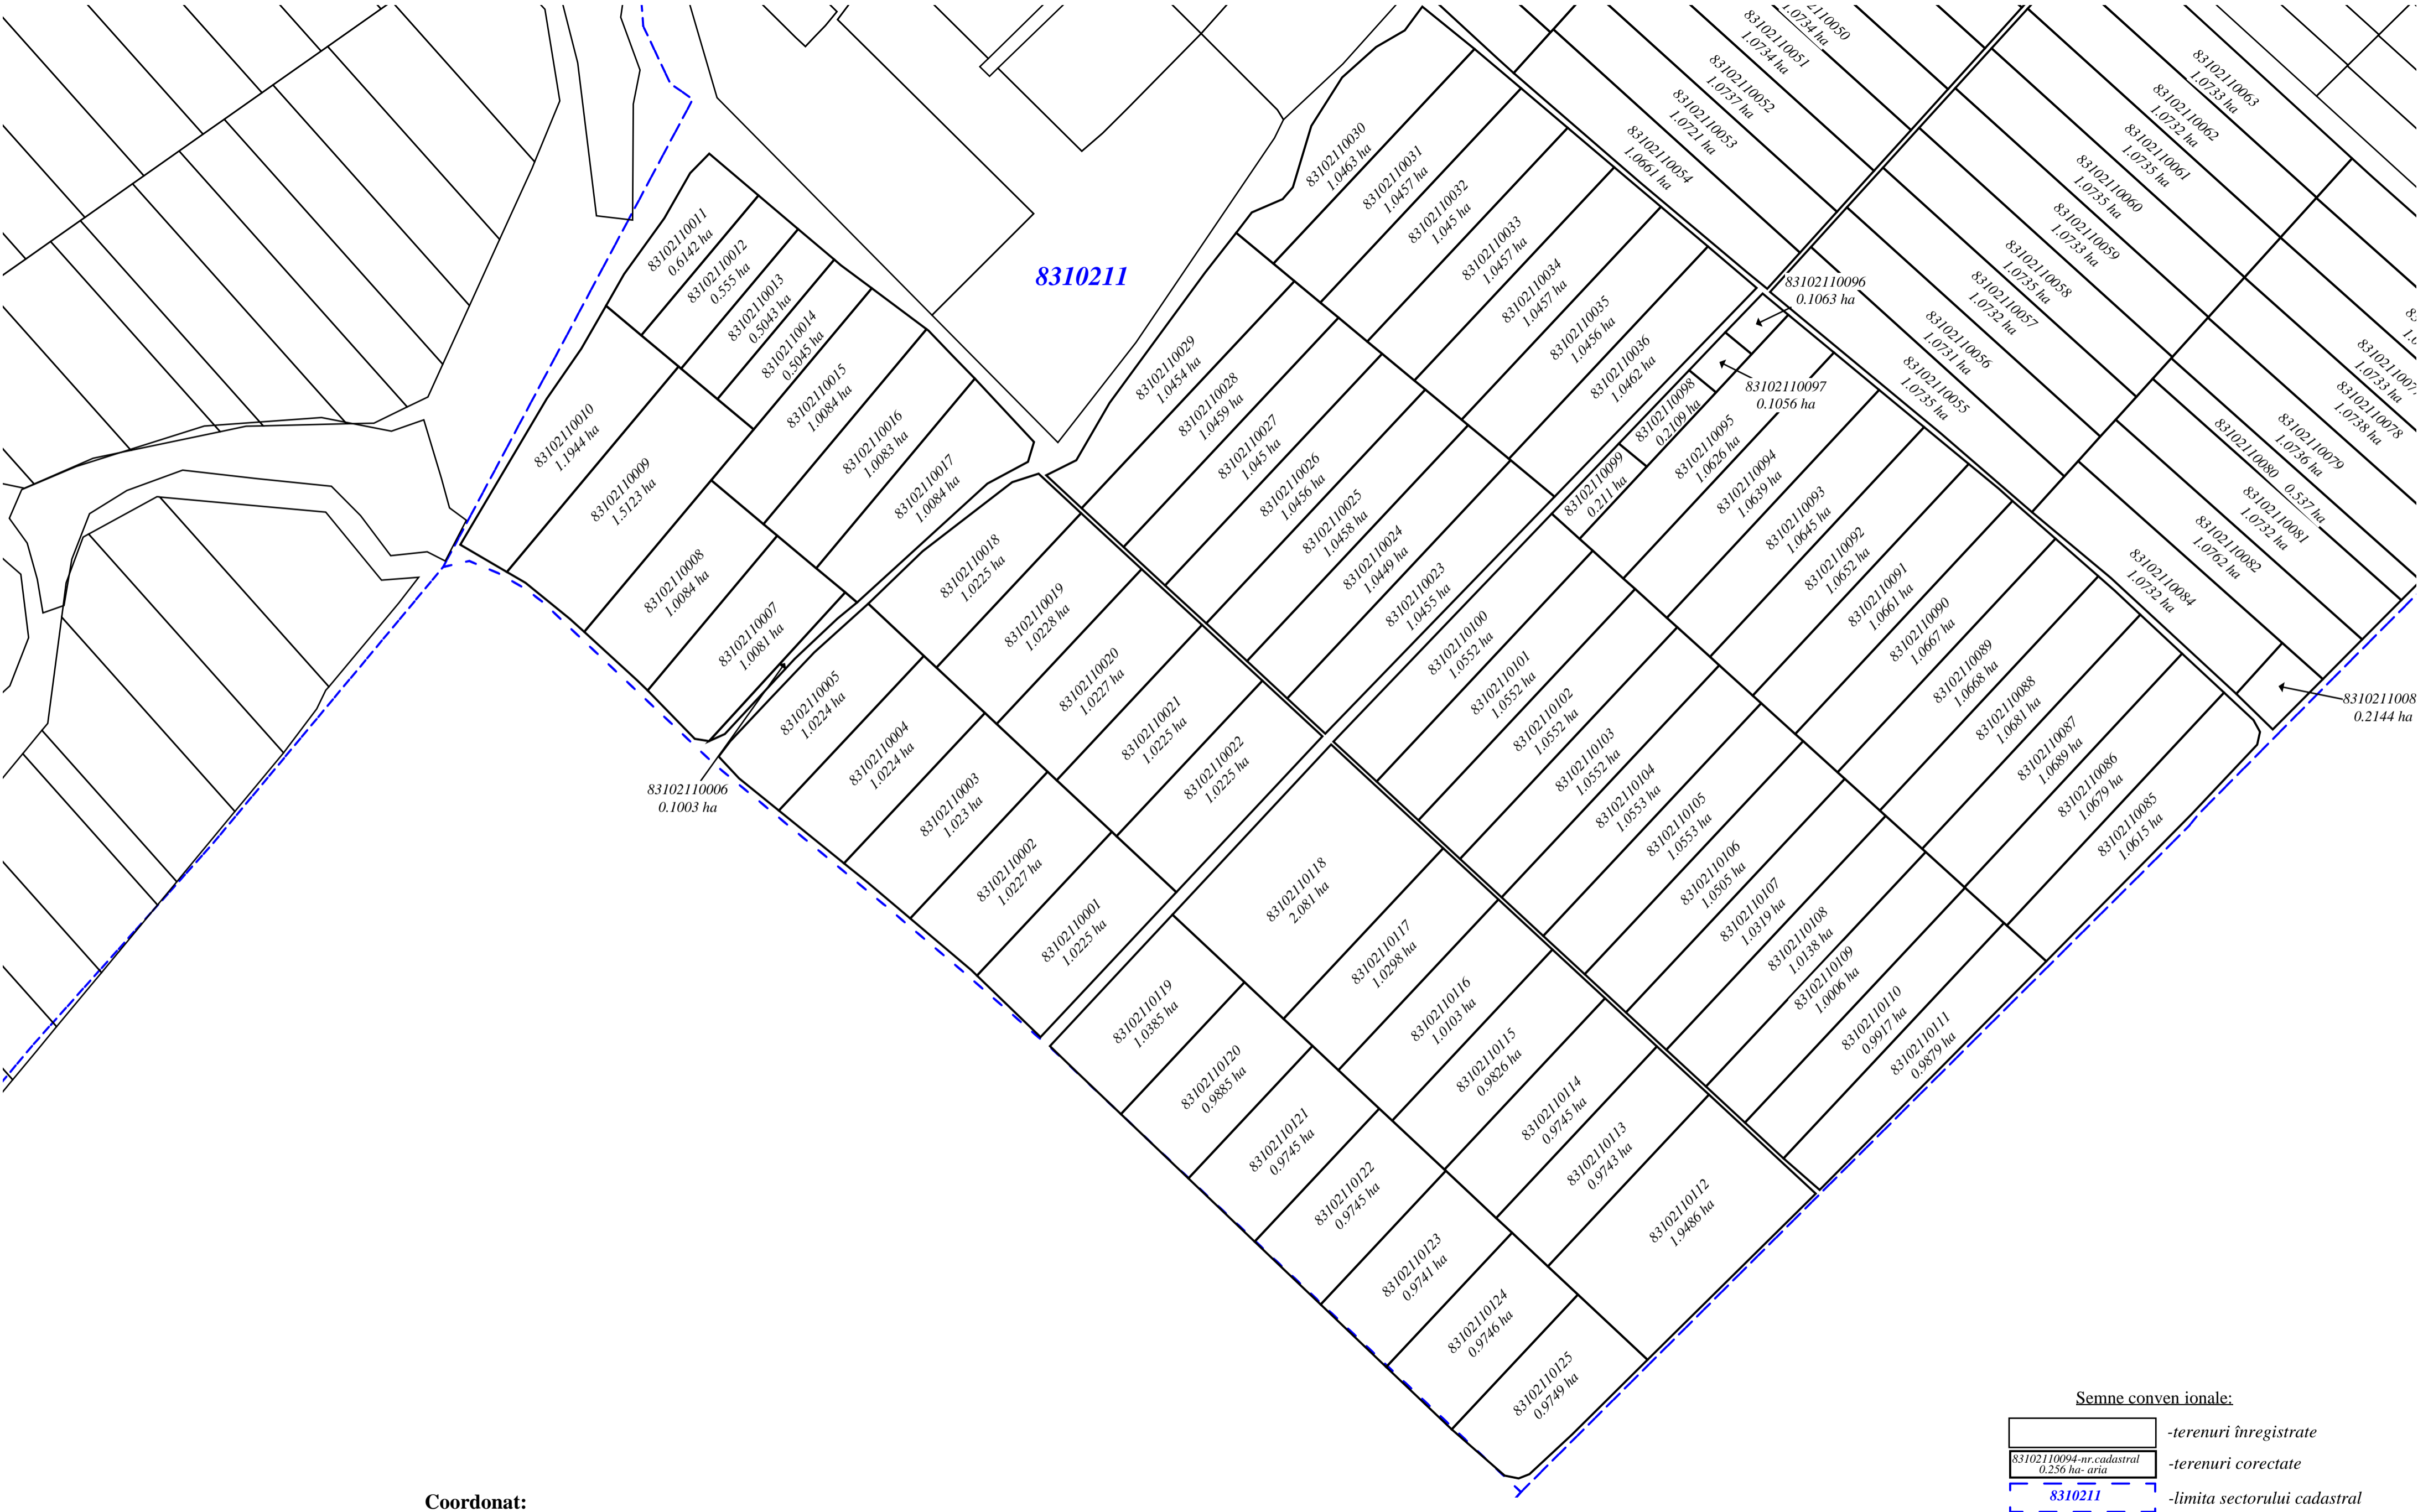 8310211
2110050
1.0734 ha
83102110051
1.0734 ha
83102110052
1.0737 ha
83102110053
1.0721 ha
83102110054
1.0661 ha
83102110063
1.0733 ha
83102110062
1.0732 ha
83102110061
1.0735 ha
83102110060
1.0735 ha
83102110059
1.0733 ha
83102110058
1.0735 ha
83102110057
1.0732 ha
83102110056
1.0731 ha
83102110055
1.0735 ha
1.0733 ha
83102110078
1.0738 ha
83102110079
1.0736 ha
83102110080 0.537 ha
83102110081
1.0732 ha
83102110082
1.0762 ha
83102110084
1.0732 ha
8310211008
0.2144 ha
83102110030
1.0463 ha
83102110031
1.0457 ha
83102110032
1.045 ha
83102110033
1.0457 ha
83102110034
1.0457 ha
83102110035
1.0456 ha
83102110036
1.0462 ha
83102110096
0.1063 ha
83102110097
0.1056 ha
83102110098
0.2109 ha
83102110099
0.211 ha
83102110095
1.0626 ha
83102110094
1.0639 ha
83102110093
1.0645 ha
83102110092
1.0652 ha
83102110091
1.0661 ha
83102110090
1.0667 ha
83102110089
1.0668 ha
83102110088
1.0681 ha
83102110087
1.0689 ha
83102110086
1.0679 ha
83102110085
1.0615 ha
83102110011
0.6142 ha
83102110012
0.555 ha
83102110013
0.5043 ha
83102110014
0.5045 ha
83102110015
1.0084 ha
83102110016
1.0083 ha
83102110017
1.0084 ha
83102110010
1.1944 ha
83102110009
1.5123 ha
83102110008
1.0084 ha
83102110007
1.0081 ha
83102110006
0.1003 ha
83102110029
1.0454 ha
83102110028
1.0459 ha
83102110027
1.045 ha
83102110026
1.0456 ha
83102110025
1.0458 ha
83102110024
1.0449 ha
83102110023
1.0455 ha
83102110018
1.0225 ha
83102110019
1.0228 ha
83102110020
1.0227 ha
83102110021
1.0225 ha
83102110022
1.0225 ha
83102110005
1.0224 ha
83102110004
1.0224 ha
83102110003
1.023 ha
83102110002
1.0227 ha
83102110001
1.0225 ha
83102110100
1.0552 ha
83102110101
1.0552 ha
83102110102
1.0552 ha
83102110103
1.0552 ha
83102110104
1.0553 ha
83102110105
1.0553 ha
83102110106
1.0505 ha
83102110107
1.0319 ha
83102110108
1.0138 ha
83102110109
1.0006 ha
83102110110
0.9917 ha
83102110111
0.9879 ha
83102110118
2.081 ha
83102110117
1.0298 ha
83102110116
1.0103 ha
83102110115
0.9826 ha
83102110114
0.9745 ha
83102110113
0.9743 ha
83102110112
1.9486 ha
83102110119
1.0385 ha
83102110120
0.9885 ha
83102110121
0.9745 ha
83102110122
0.9745 ha
83102110123
0.9741 ha
83102110124
0.9746 ha
83102110125
0.9749 ha
Semne conven ionale:
-terenuri înregistrate
83102110094-nr.cadastral
0.256 ha- aria
-terenuri corectate
8310211
-limita sectorului cadastral
Coordonat: